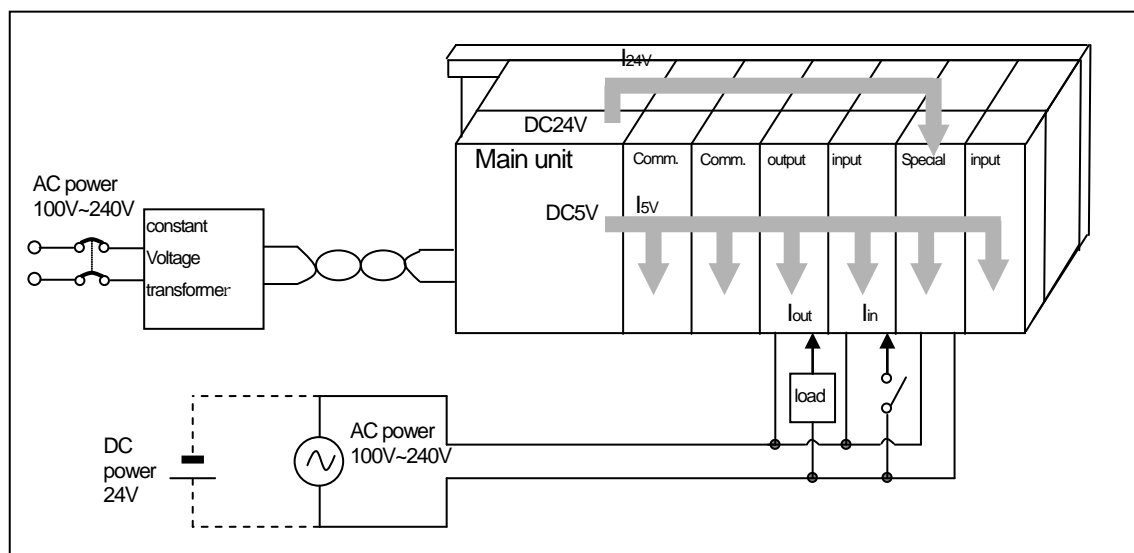 I24V
DC24V
Main unit
Comm.
Comm.
output
input
Special
input
AC power
100V~240V
constant
Voltage
transformer
DC5V
I5V
Iout
Iin
load
AC power
100V~240V
DC
power
24V